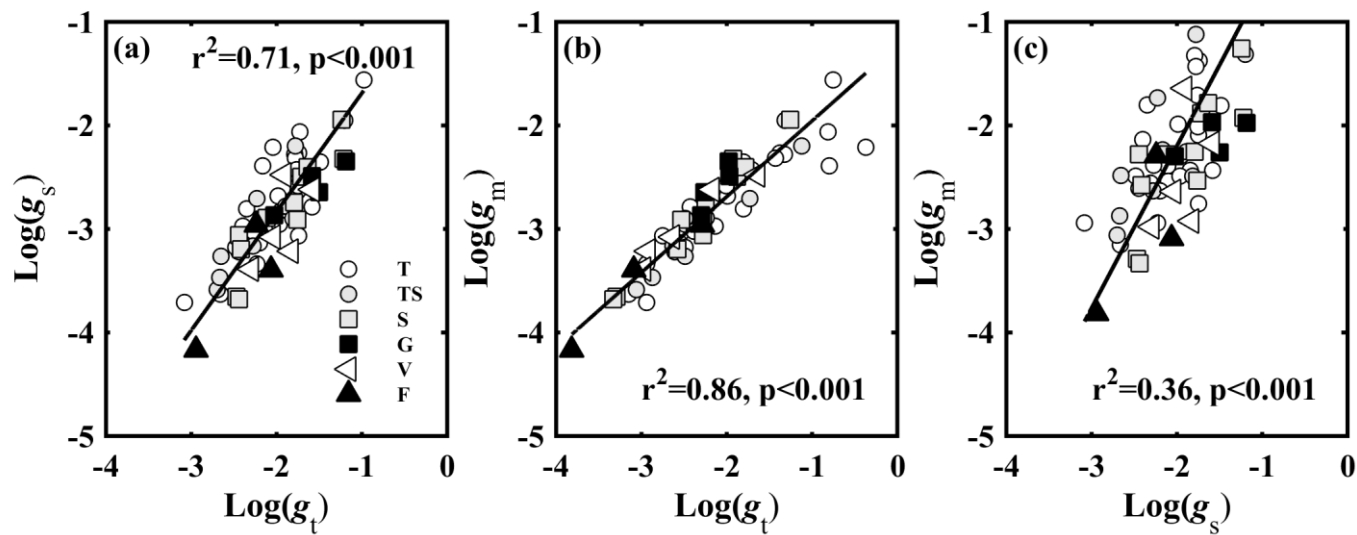 (a)
r²=0.71, p<0.001
-1
-2
-3
-4
-5
Log(gₛ)
T
TS
S
G
V
F
-4 -3 -2 -1 0
Log(gₜ)
(b)
-1
-2
-3
-4
-5
Log(gₘ)
r²=0.86, p<0.001
-4 -3 -2 -1 0
Log(gₜ)
(c)
-1
-2
-3
-4
-5
Log(gₘ)
r²=0.36, p<0.001
-4 -3 -2 -1 0
Log(gₛ)